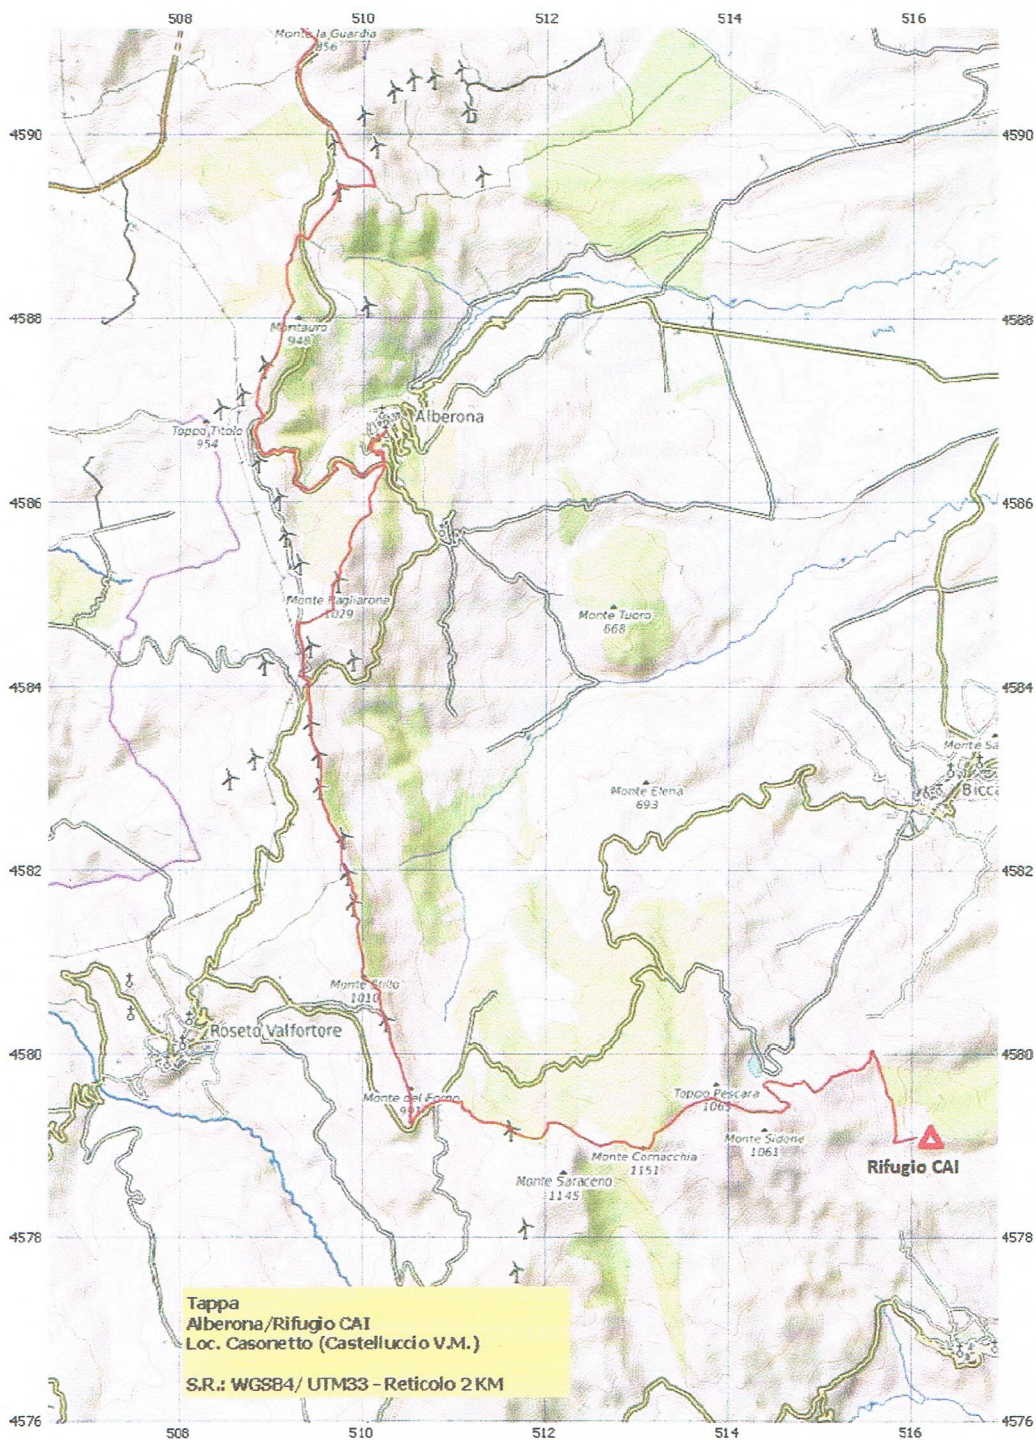 508
510
512
514
516
Monte la Guardia
856
4590
4590
4588
4588
Montauro
948
Alberona
Toppo Titolo
954
4586
4586
Monte Pagliarone
1029
Monte Tuoro
668
4584
4584
Monte Sa
Bicca
Monte Elena
693
4582
4582
Monte Stillo
1010
Roseto Valfortore
4580
4580
Monte del Forno
Toppo Pescara
Monte Sidone
1061
Monte Cornacchia
1151
Rifugio CAI
Monte Saraceno
1145
4578
4578
Tappa
Alberona/Rifugio CAI
Loc. Casonetto (Castelluccio V.M.)
S.R.: WGS84/ UTM33 - Reticolo 2 KM
4576
4576
508
510
512
514
516